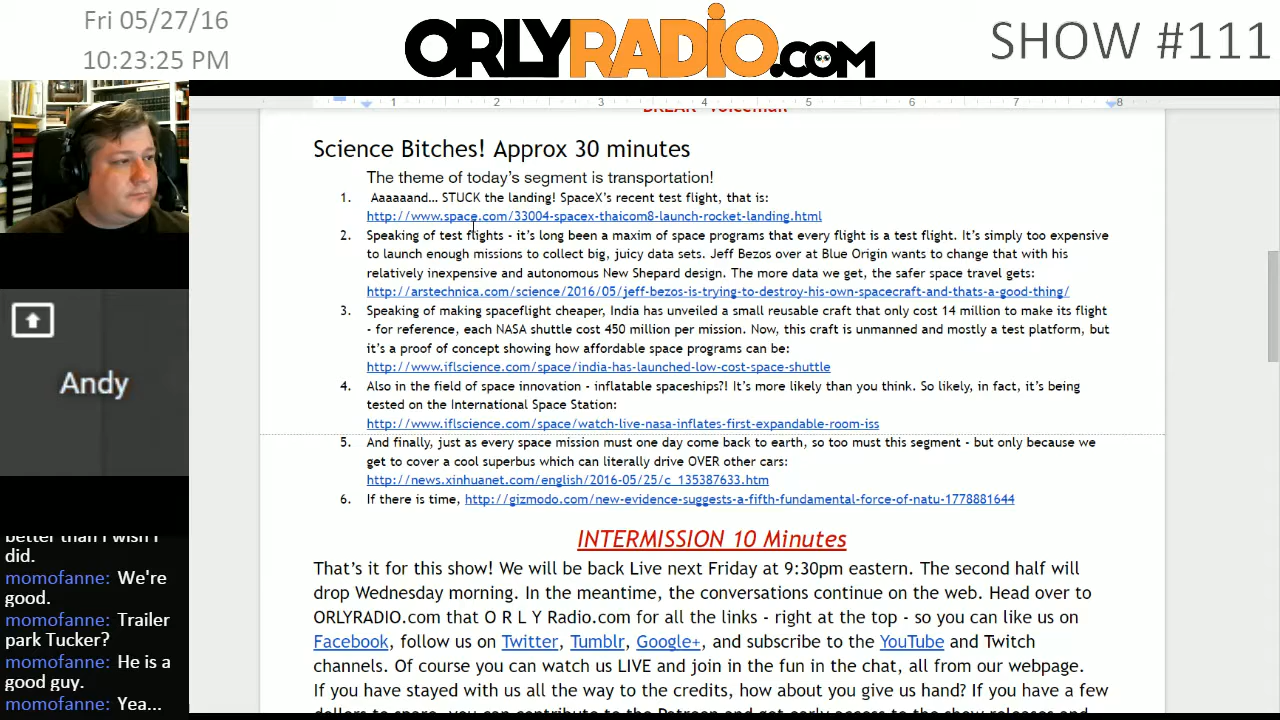 Fri 05/27/16
10:23:25 PM
ORLYRADiO.COM
SHOW #111
1 2 3 4 5 6 7 8
Science Bitches! Approx 30 minutes
The theme of today's segment is transportation!
1. Aaaaaand… STUCK the landing! SpaceX's recent test flight, that is:
http://www.space.com/33004-spacex-thaicom8-launch-rocket-landing.html
2. Speaking of test flights - it's long been a maxim of space programs that every flight is a test flight. It's simply too expensive
to launch enough missions to collect big, juicy data sets. Jeff Bezos over at Blue Origin wants to change that with his
relatively inexpensive and autonomous New Shepard design. The more data we get, the safer space travel gets:
http://arstechnica.com/science/2016/05/jeff-bezos-is-trying-to-destroy-his-own-spacecraft-and-thats-a-good-thing/
3. Speaking of making spaceflight cheaper, India has unveiled a small reusable craft that only cost 14 million to make its flight
- for reference, each NASA shuttle cost 450 million per mission. Now, this craft is unmanned and mostly a test platform, but
it's a proof of concept showing how affordable space programs can be:
http://www.iflscience.com/space/india-has-launched-low-cost-space-shuttle
4. Also in the field of space innovation - inflatable spaceships?! It's more likely than you think. So likely, in fact, it's being
tested on the International Space Station:
http://www.iflscience.com/space/watch-live-nasa-inflates-first-expandable-room-iss
5. And finally, just as every space mission must one day come back to earth, so too must this segment - but only because we
get to cover a cool superbus which can literally drive OVER other cars:
http://news.xinhuanet.com/english/2016-05/25/c_135387633.htm
6. If there is time, http://gizmodo.com/new-evidence-suggests-a-fifth-fundamental-force-of-natu-1778881644
INTERMISSION 10 Minutes
That's it for this show! We will be back Live next Friday at 9:30pm eastern. The second half will
drop Wednesday morning. In the meantime, the conversations continue on the web. Head over to
ORLYRADIO.com that O R L Y Radio.com for all the links - right at the top - so you can like us on
Facebook, follow us on Twitter, Tumblr, Google+, and subscribe to the YouTube and Twitch
channels. Of course you can watch us LIVE and join in the fun in the chat, all from our webpage.
If you have stayed with us all the way to the credits, how about you give us hand? If you have a few
Andy
better than I wish I
did.
momofanne: We're
good.
momofanne: Trailer
park Tucker?
momofanne: He is a
good guy.
momofanne: Yea...